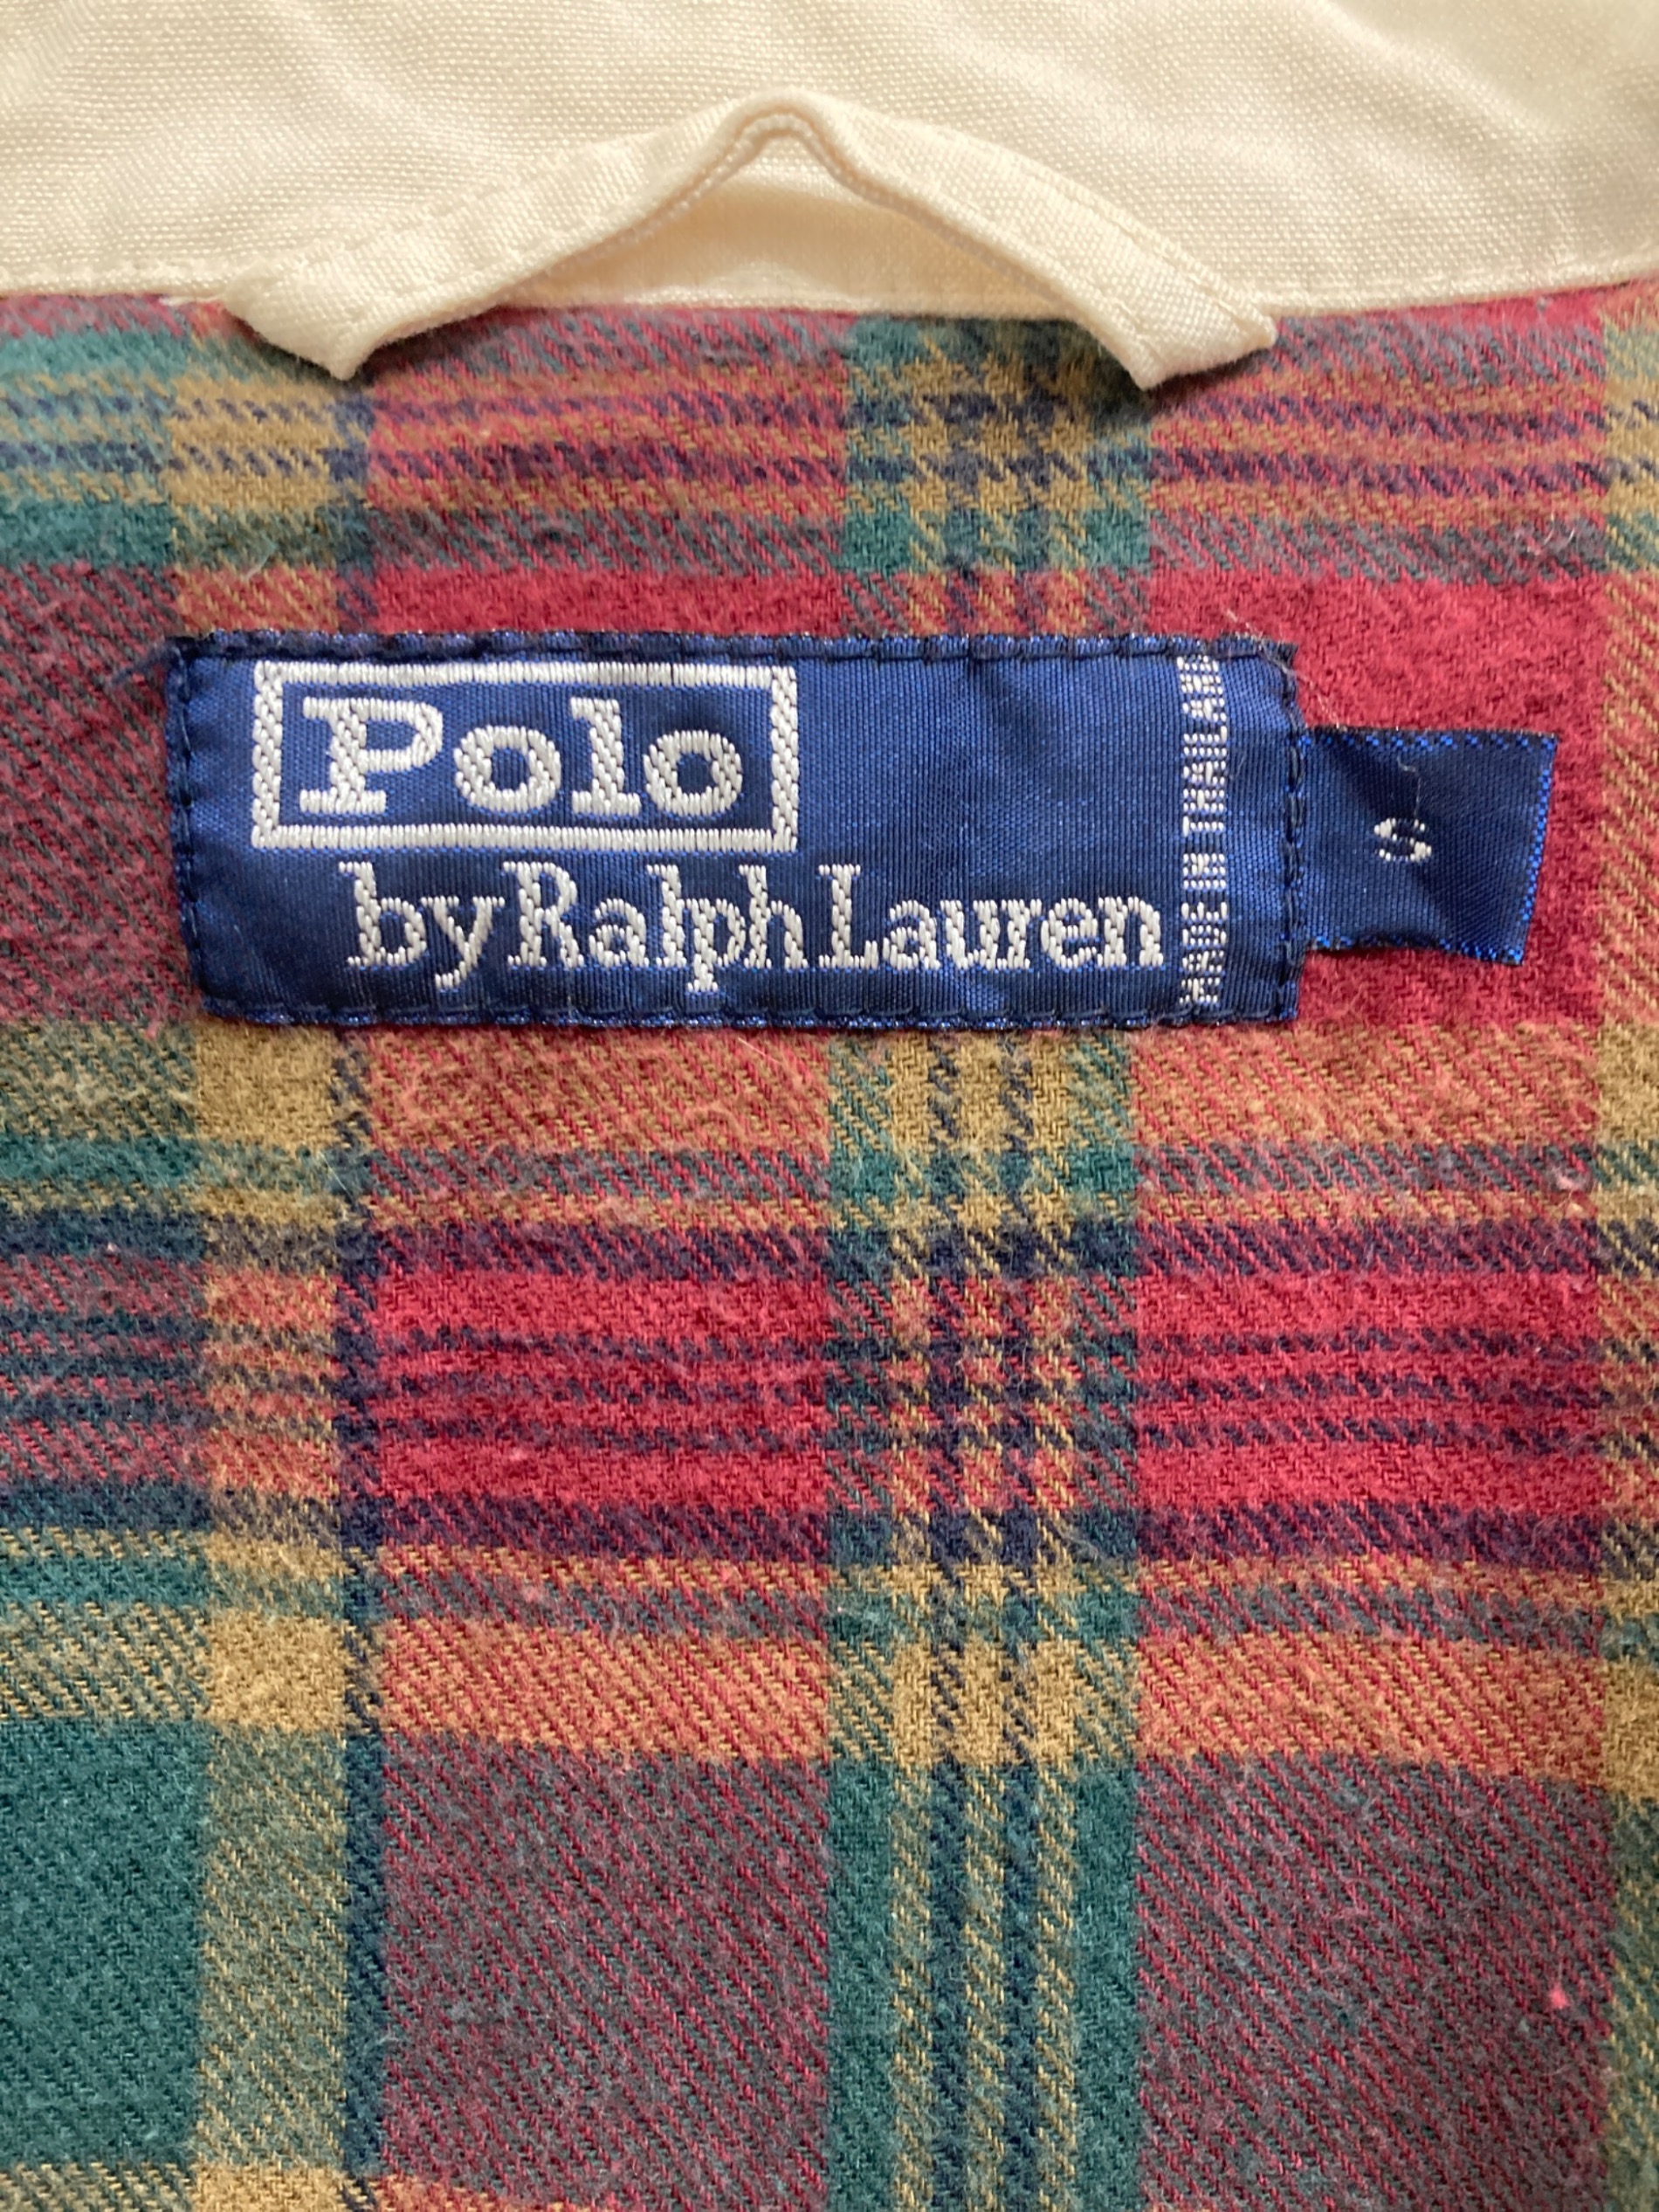 Polo
by Ralph Lauren
MADE IN THAILAND
S